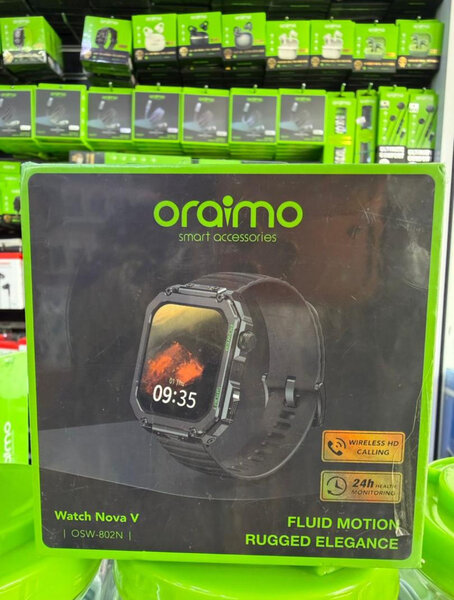 oraimo
smart accessories
01 Thu
09:35
WIRELESS HD
CALLING
24h HEALTH
MONITORING
Watch Nova V
| OSW-802N |
FLUID MOTION
RUGGED ELEGANCE